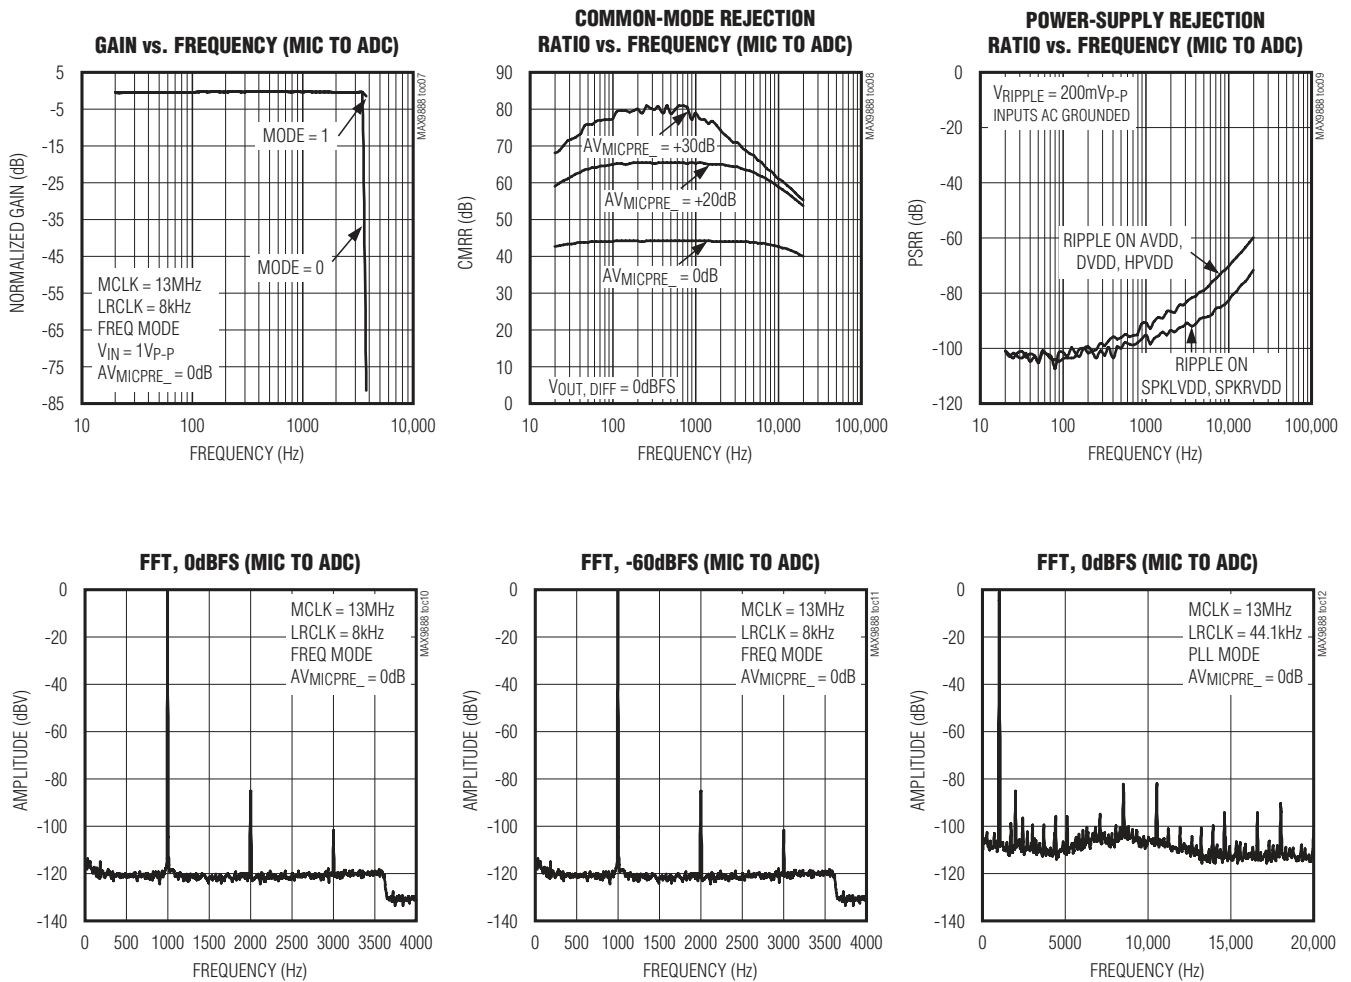 GAIN vs. FREQUENCY (MIC TO ADC)
MAX9888 toc07
NORMALIZED GAIN (dB)
5
-5
-15
-25
-35
-45
-55
-65
-75
-85
MODE = 1
MODE = 0
MCLK = 13MHz
LRCLK = 8kHz
FREQ MODE
VIN = 1VP-P
AVMICPRE_ = 0dB
10
100
1000
10,000
FREQUENCY (Hz)
COMMON-MODE REJECTION
RATIO vs. FREQUENCY (MIC TO ADC)
MAX9888 toc08
CMRR (dB)
90
80
70
60
50
40
30
20
10
0
AVMICPRE_ = +30dB
AVMICPRE_ = +20dB
AVMICPRE_ = 0dB
VOUT, DIFF = 0dBFS
10
100
1000
10,000
100,000
FREQUENCY (Hz)
POWER-SUPPLY REJECTION
RATIO vs. FREQUENCY (MIC TO ADC)
MAX9888 toc09
PSRR (dB)
0
-20
-40
-60
-80
-100
-120
VRIPPLE = 200mVP-P
INPUTS AC GROUNDED
RIPPLE ON AVDD,
DVDD, HPVDD
RIPPLE ON
SPKLVDD, SPKRVDD
10
100
1000
10,000
100,000
FREQUENCY (Hz)
FFT, 0dBFS (MIC TO ADC)
MAX9888 toc10
AMPLITUDE (dBV)
0
-20
-40
-60
-80
-100
-120
-140
MCLK = 13MHz
LRCLK = 8kHz
FREQ MODE
AVMICPRE_ = 0dB
0 500 1000 1500 2000 2500 3000 3500 4000
FREQUENCY (Hz)
FFT, -60dBFS (MIC TO ADC)
MAX9888 toc11
AMPLITUDE (dBV)
0
-20
-40
-60
-80
-100
-120
-140
MCLK = 13MHz
LRCLK = 8kHz
FREQ MODE
AVMICPRE_ = 0dB
0 500 1000 1500 2000 2500 3000 3500 4000
FREQUENCY (Hz)
FFT, 0dBFS (MIC TO ADC)
MAX9888 toc12
AMPLITUDE (dBV)
0
-20
-40
-60
-80
-100
-120
-140
MCLK = 13MHz
LRCLK = 44.1kHz
PLL MODE
AVMICPRE_ = 0dB
0 5000 10,000 15,000 20,000
FREQUENCY (Hz)